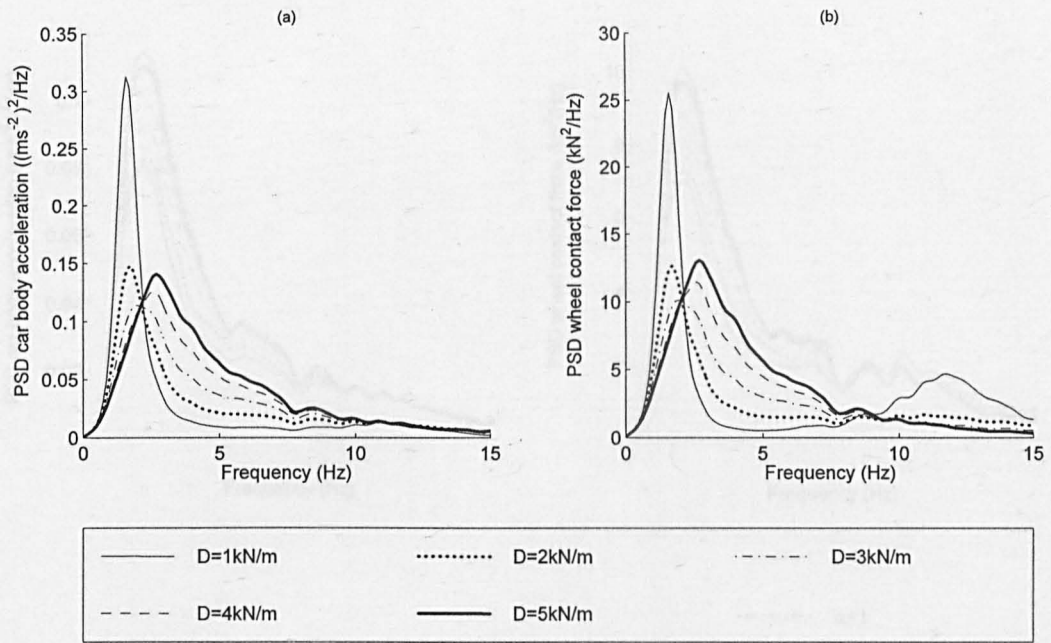 (a)
0.35
0.3
0.25
0.2
0.15
0.1
0.05
0
PSD car body acceleration ((ms⁻²)²/Hz)
0 5 10 15
Frequency (Hz)
(b)
30
25
20
15
10
5
0
PSD wheel contact force (kN²/Hz)
0 5 10 15
Frequency (Hz)
D=1kN/m D=2kN/m D=3kN/m
D=4kN/m D=5kN/m